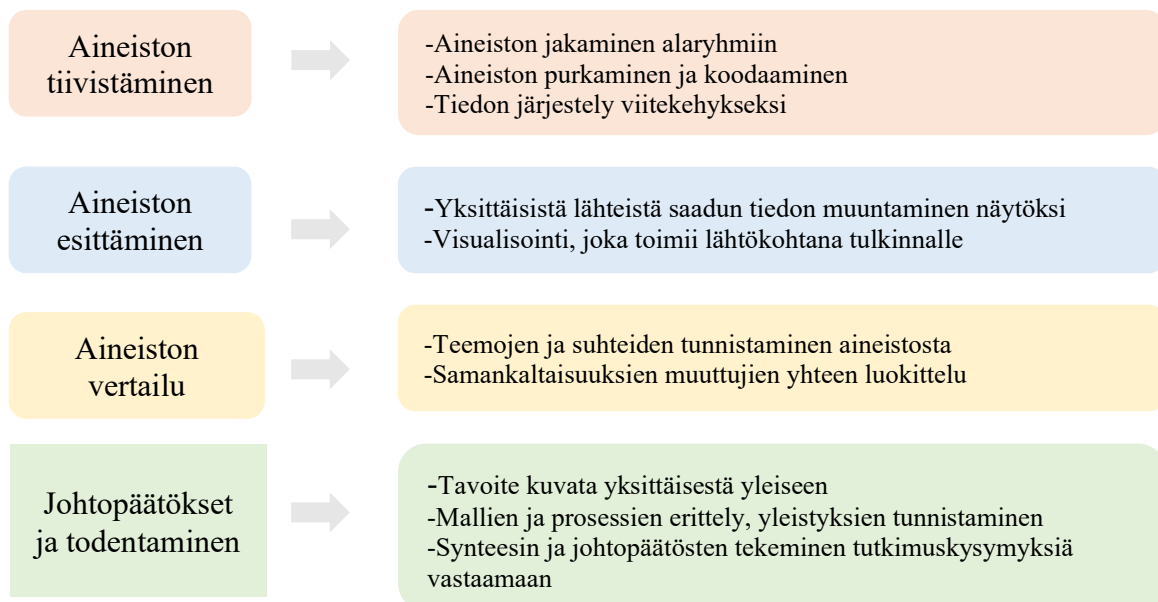 Aineiston
tiivistäminen
-Aineiston jakaminen alaryhmiin
-Aineiston purkaminen ja koodaaminen
-Tiedon järjestely viitekehykseksi
Aineiston
esittäminen
-Yksittäisistä lähteistä saadun tiedon muuntaminen näytöksi
-Visualisointi, joka toimii lähtökohtana tulkinnalle
Aineiston
vertailu
-Teemojen ja suhteiden tunnistaminen aineistosta
-Samankaltaisuuksien muuttujien yhteen luokittelu
Johtopäätökset
ja todentaminen
-Tavoite kuvata yksittäisestä yleiseen
-Mallien ja prosessien erittely, yleistyksien tunnistaminen
-Synteesin ja johtopäätösten tekeminen tutkimuskysymyksiä
vastaamaan